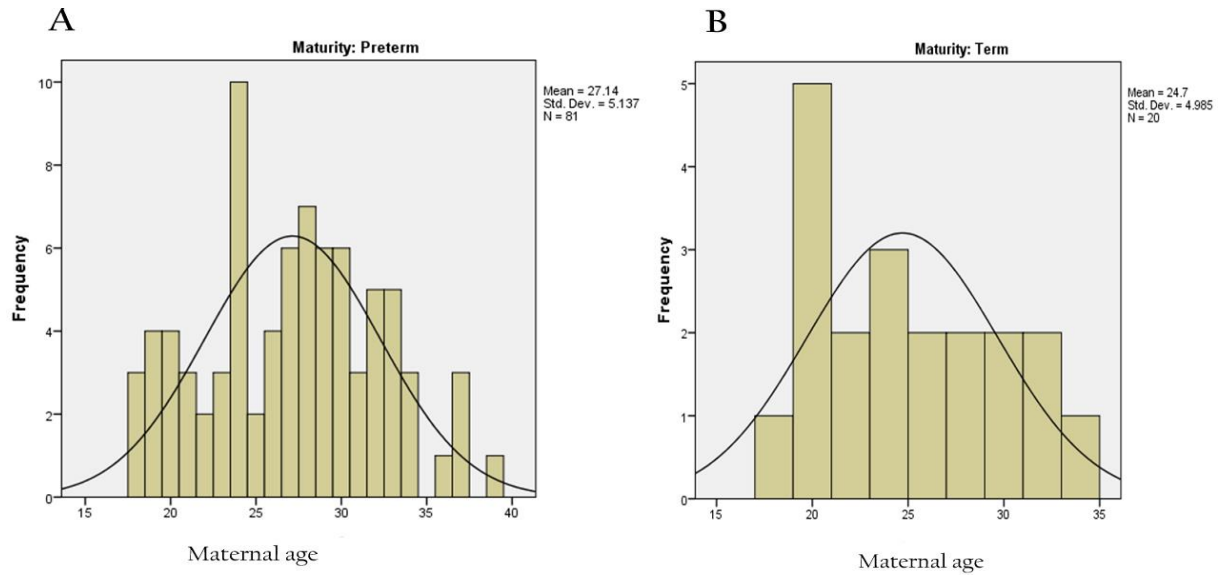 A
Maturity: Preterm
Mean = 27.14
Std. Dev. = 5.137
N = 81
Frequency
10
8
6
4
2
0
15 20 25 30 35 40
Maternal age
B
Maturity: Term
Mean = 24.7
Std. Dev. = 4.985
N = 20
Frequency
5
4
3
2
1
0
15 20 25 30 35
Maternal age